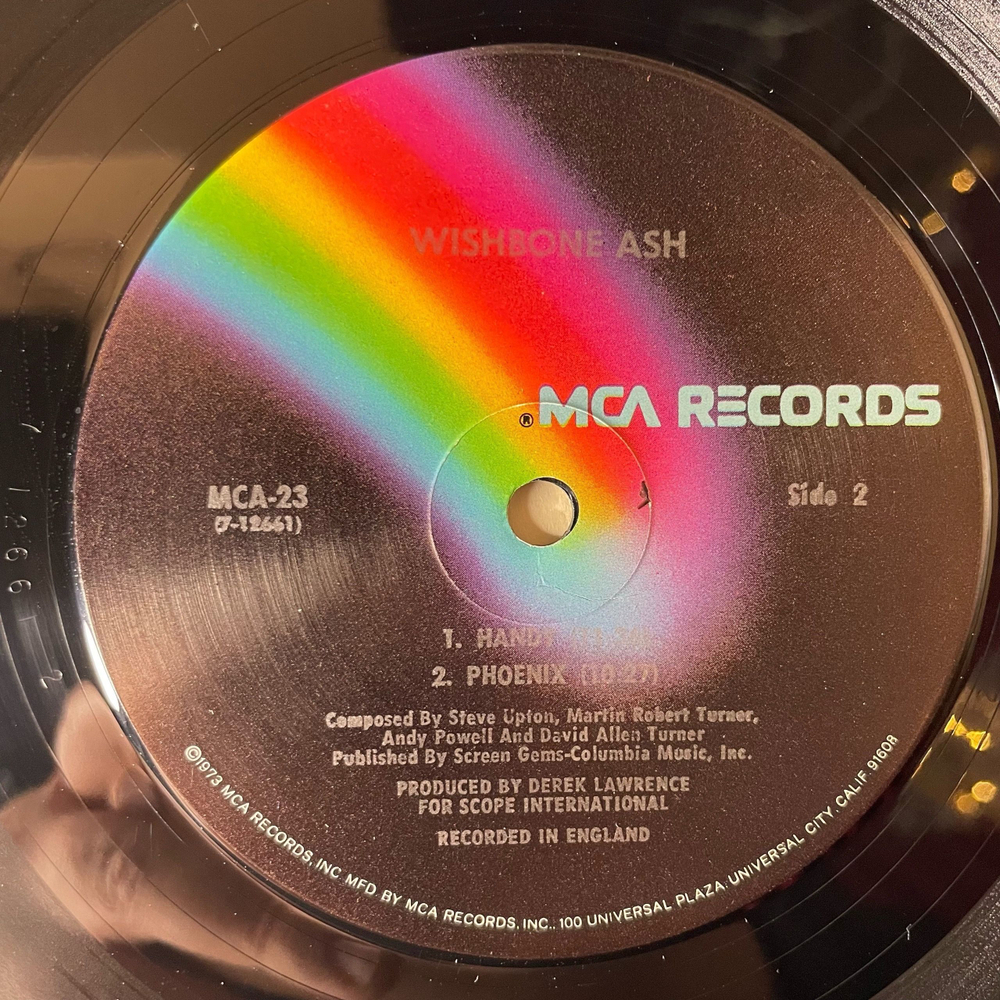 WISHBONE ASH
® MCA RECORDS
MCA-23
(7-12661)
Side 2
1. HANDY
2. PHOENIX (10:27)
Composed By Steve Upton, Martin Robert Turner,
Andy Powell And David Allen Turner
Published By Screen Gems-Columbia Music, Inc.
PRODUCED BY DEREK LAWRENCE
FOR SCOPE INTERNATIONAL
RECORDED IN ENGLAND
©1973 MCA RECORDS, INC. MFD. BY MCA RECORDS, INC., 100 UNIVERSAL PLAZA, UNIVERSAL CITY, CALIF. 91608